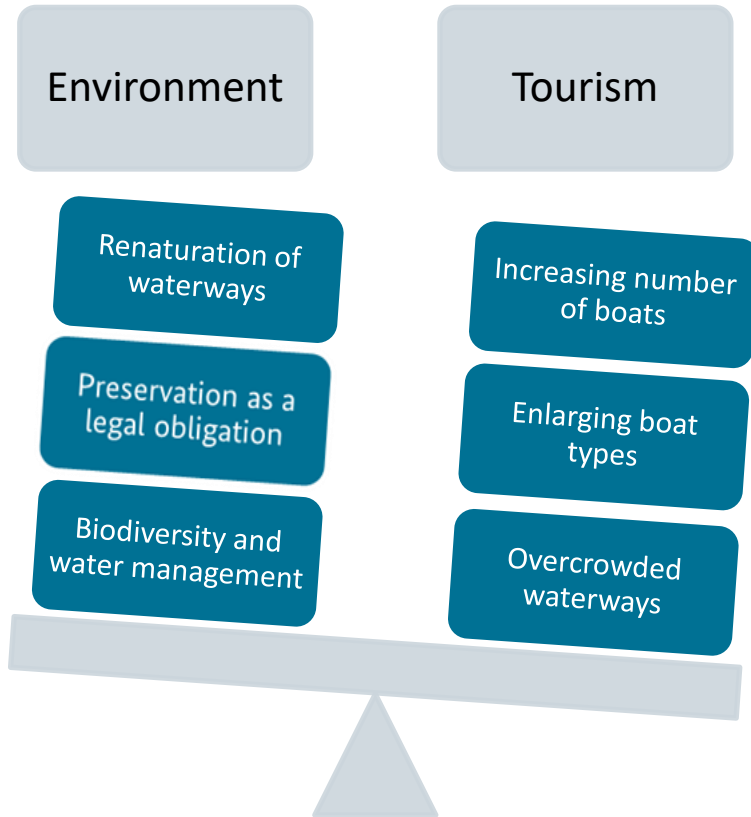 Environment
Tourism
Renaturation of
waterways
Preservation as a
legal obligation
Biodiversity and
water management
Increasing number
of boats
Enlarging boat
types
Overcrowded
waterways